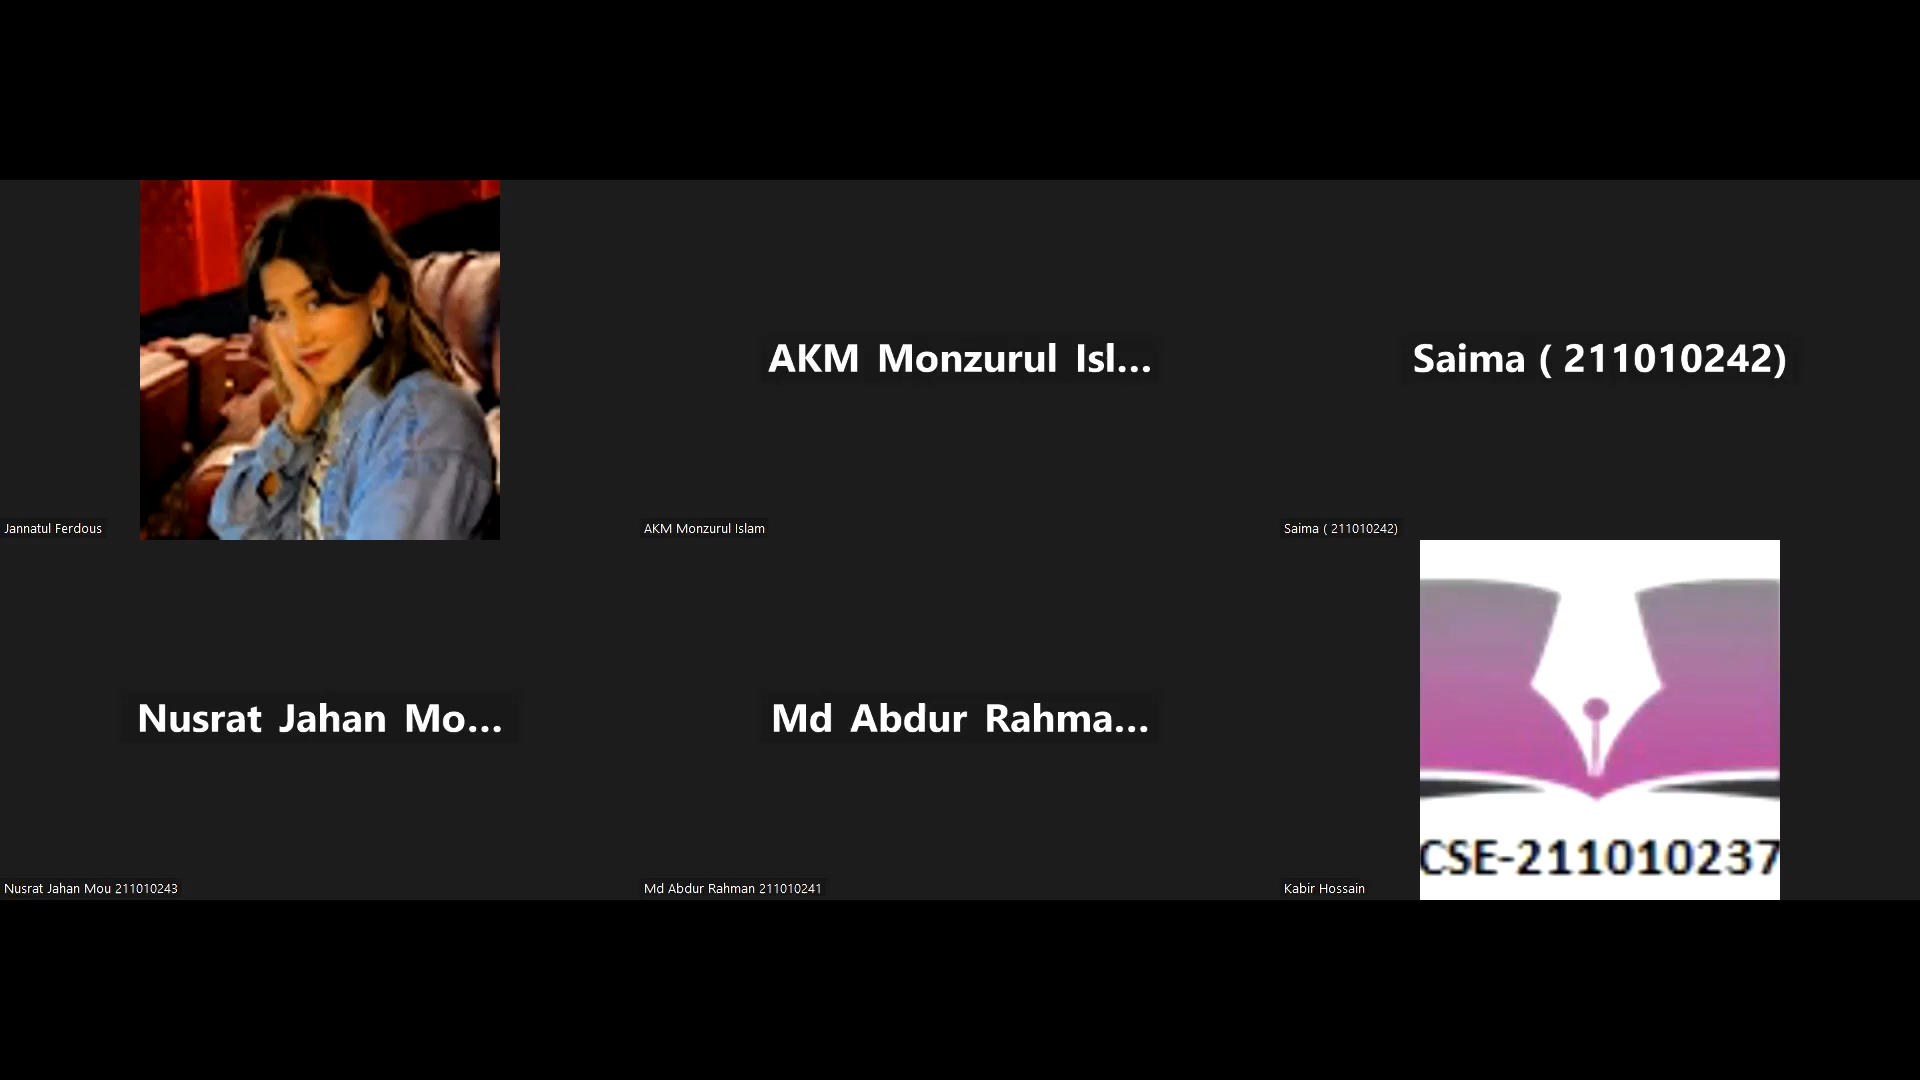 AKM Monzurul Isl...
Saima ( 211010242)
Jannatul Ferdous
AKM Monzurul Islam
Saima ( 211010242)
Nusrat Jahan Mo...
Md Abdur Rahma...
CSE-211010237
Nusrat Jahan Mou 211010243
Md Abdur Rahman 211010241
Kabir Hossain